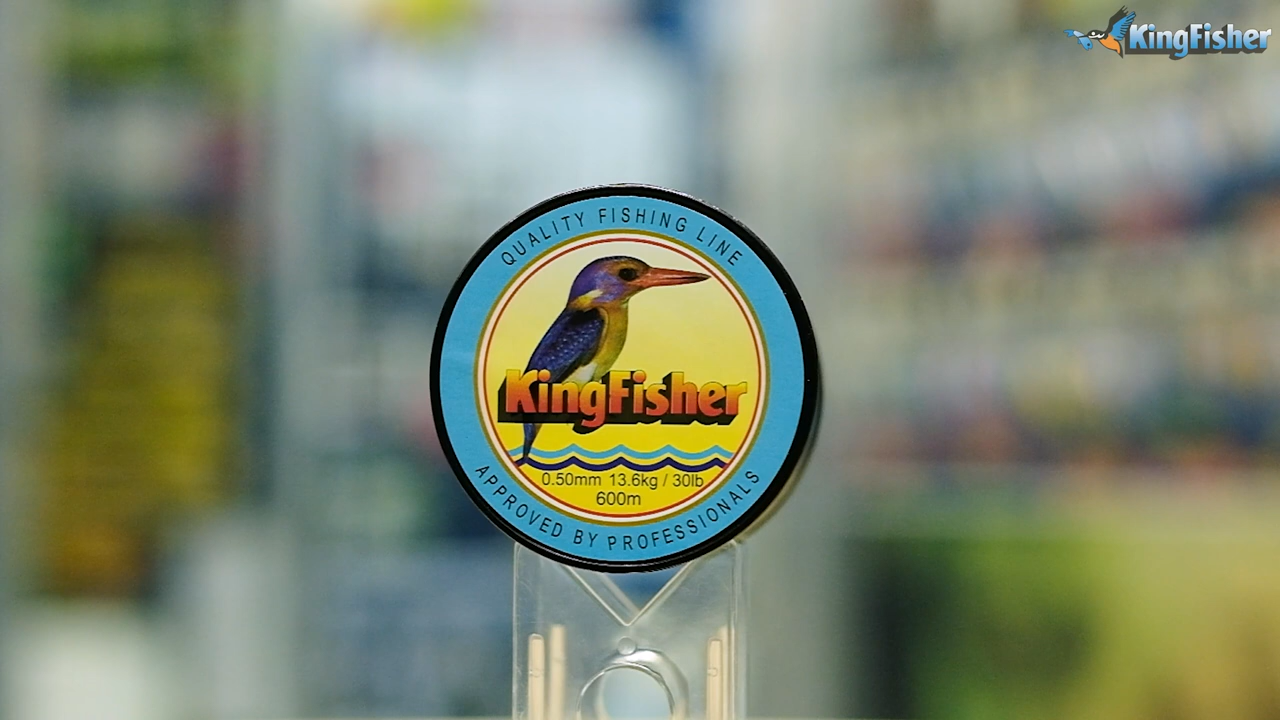 KingFisher
QUALITY FISHING LINE
KingFisher
0.50mm 13.6kg / 30lb
600m
APPROVED BY PROFESSIONALS